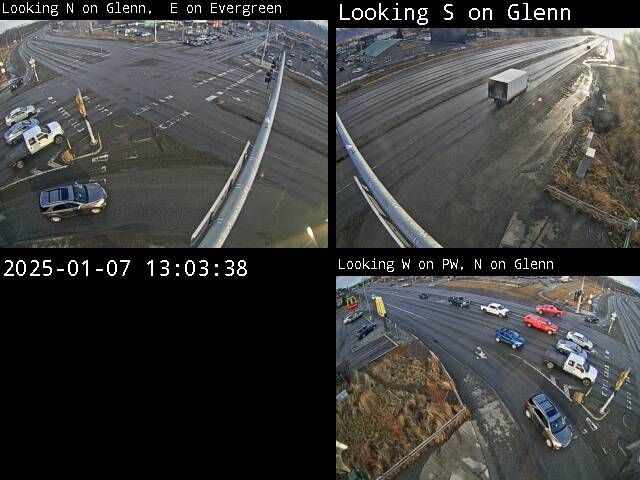 Looking N on Glenn, E on Evergreen
Looking S on Glenn
2025-01-07 13:03:38
Looking W on PW, N on Glenn